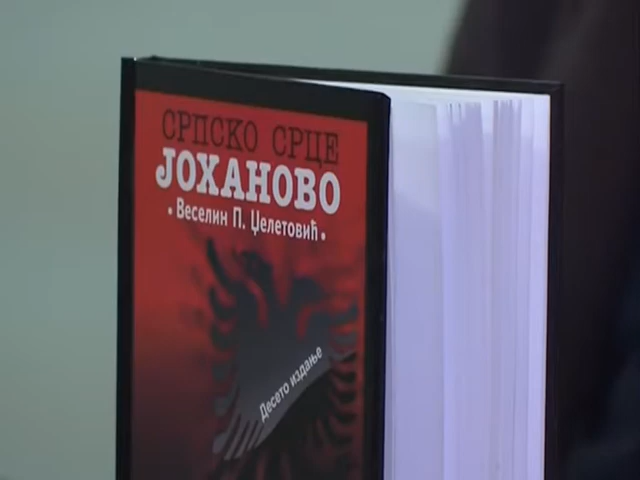 СРПСКО СРЦЕ
ЈОХАНОВО
• Веселин П. Џелетовић •
Десето издање